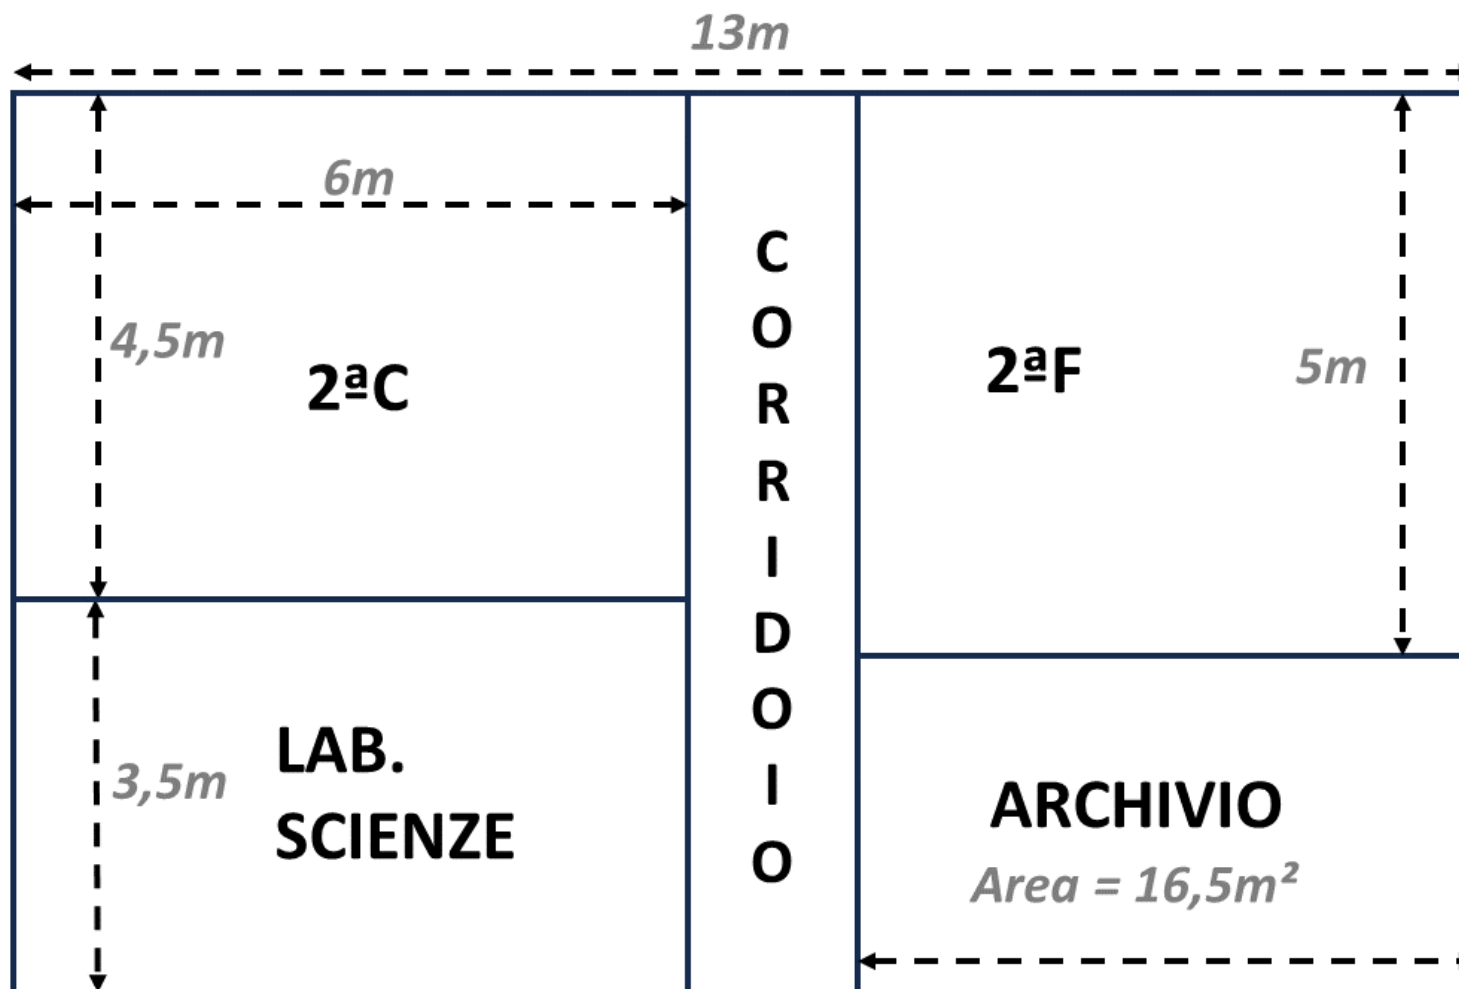 13m
6m
4,5m
2ªC
C
O
R
R
I
D
O
I
O
2ªF
5m
3,5m
LAB.
SCIENZE
ARCHIVIO
Area = 16,5m²